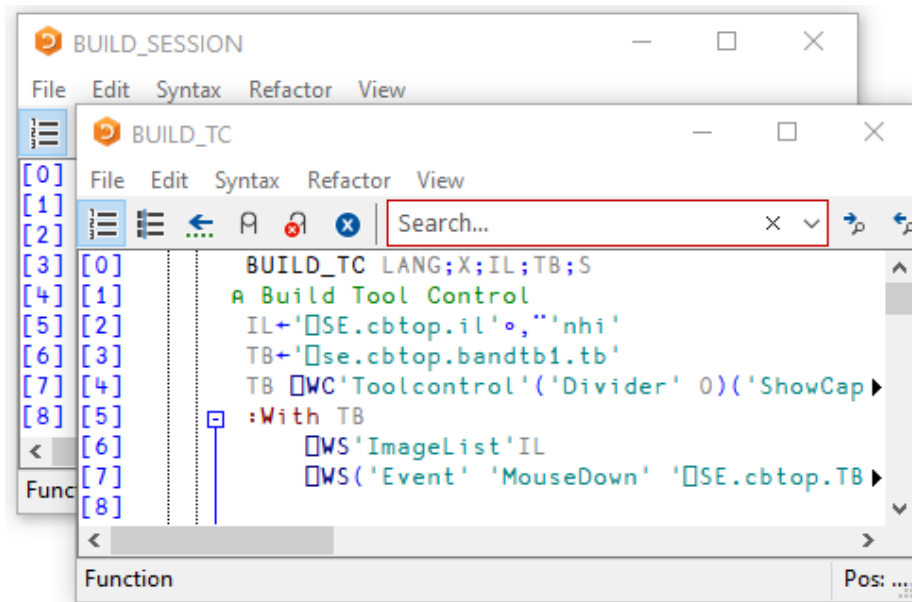 BUILD_SESSION
File Edit Syntax Refactor View
[0]
[1]
[2]
[3]
[4]
[5]
[6]
[7]
[8]
Func
BUILD_TC
File Edit Syntax Refactor View
Search...
[0] BUILD_TC LANG;X;IL;TB;S
[1] ⍝ Build Tool Control
[2] IL←'⎕SE.cbtop.il'∘,¨'nhi'
[3] TB←'⎕se.cbtop.bandtb1.tb'
[4] TB ⎕WC'Toolcontrol'('Divider' 0)('ShowCap
[5] :With TB
[6] ⎕WS'ImageList'IL
[7] ⎕WS('Event' 'MouseDown' '⎕SE.cbtop.TB
[8]
Function Pos: ...